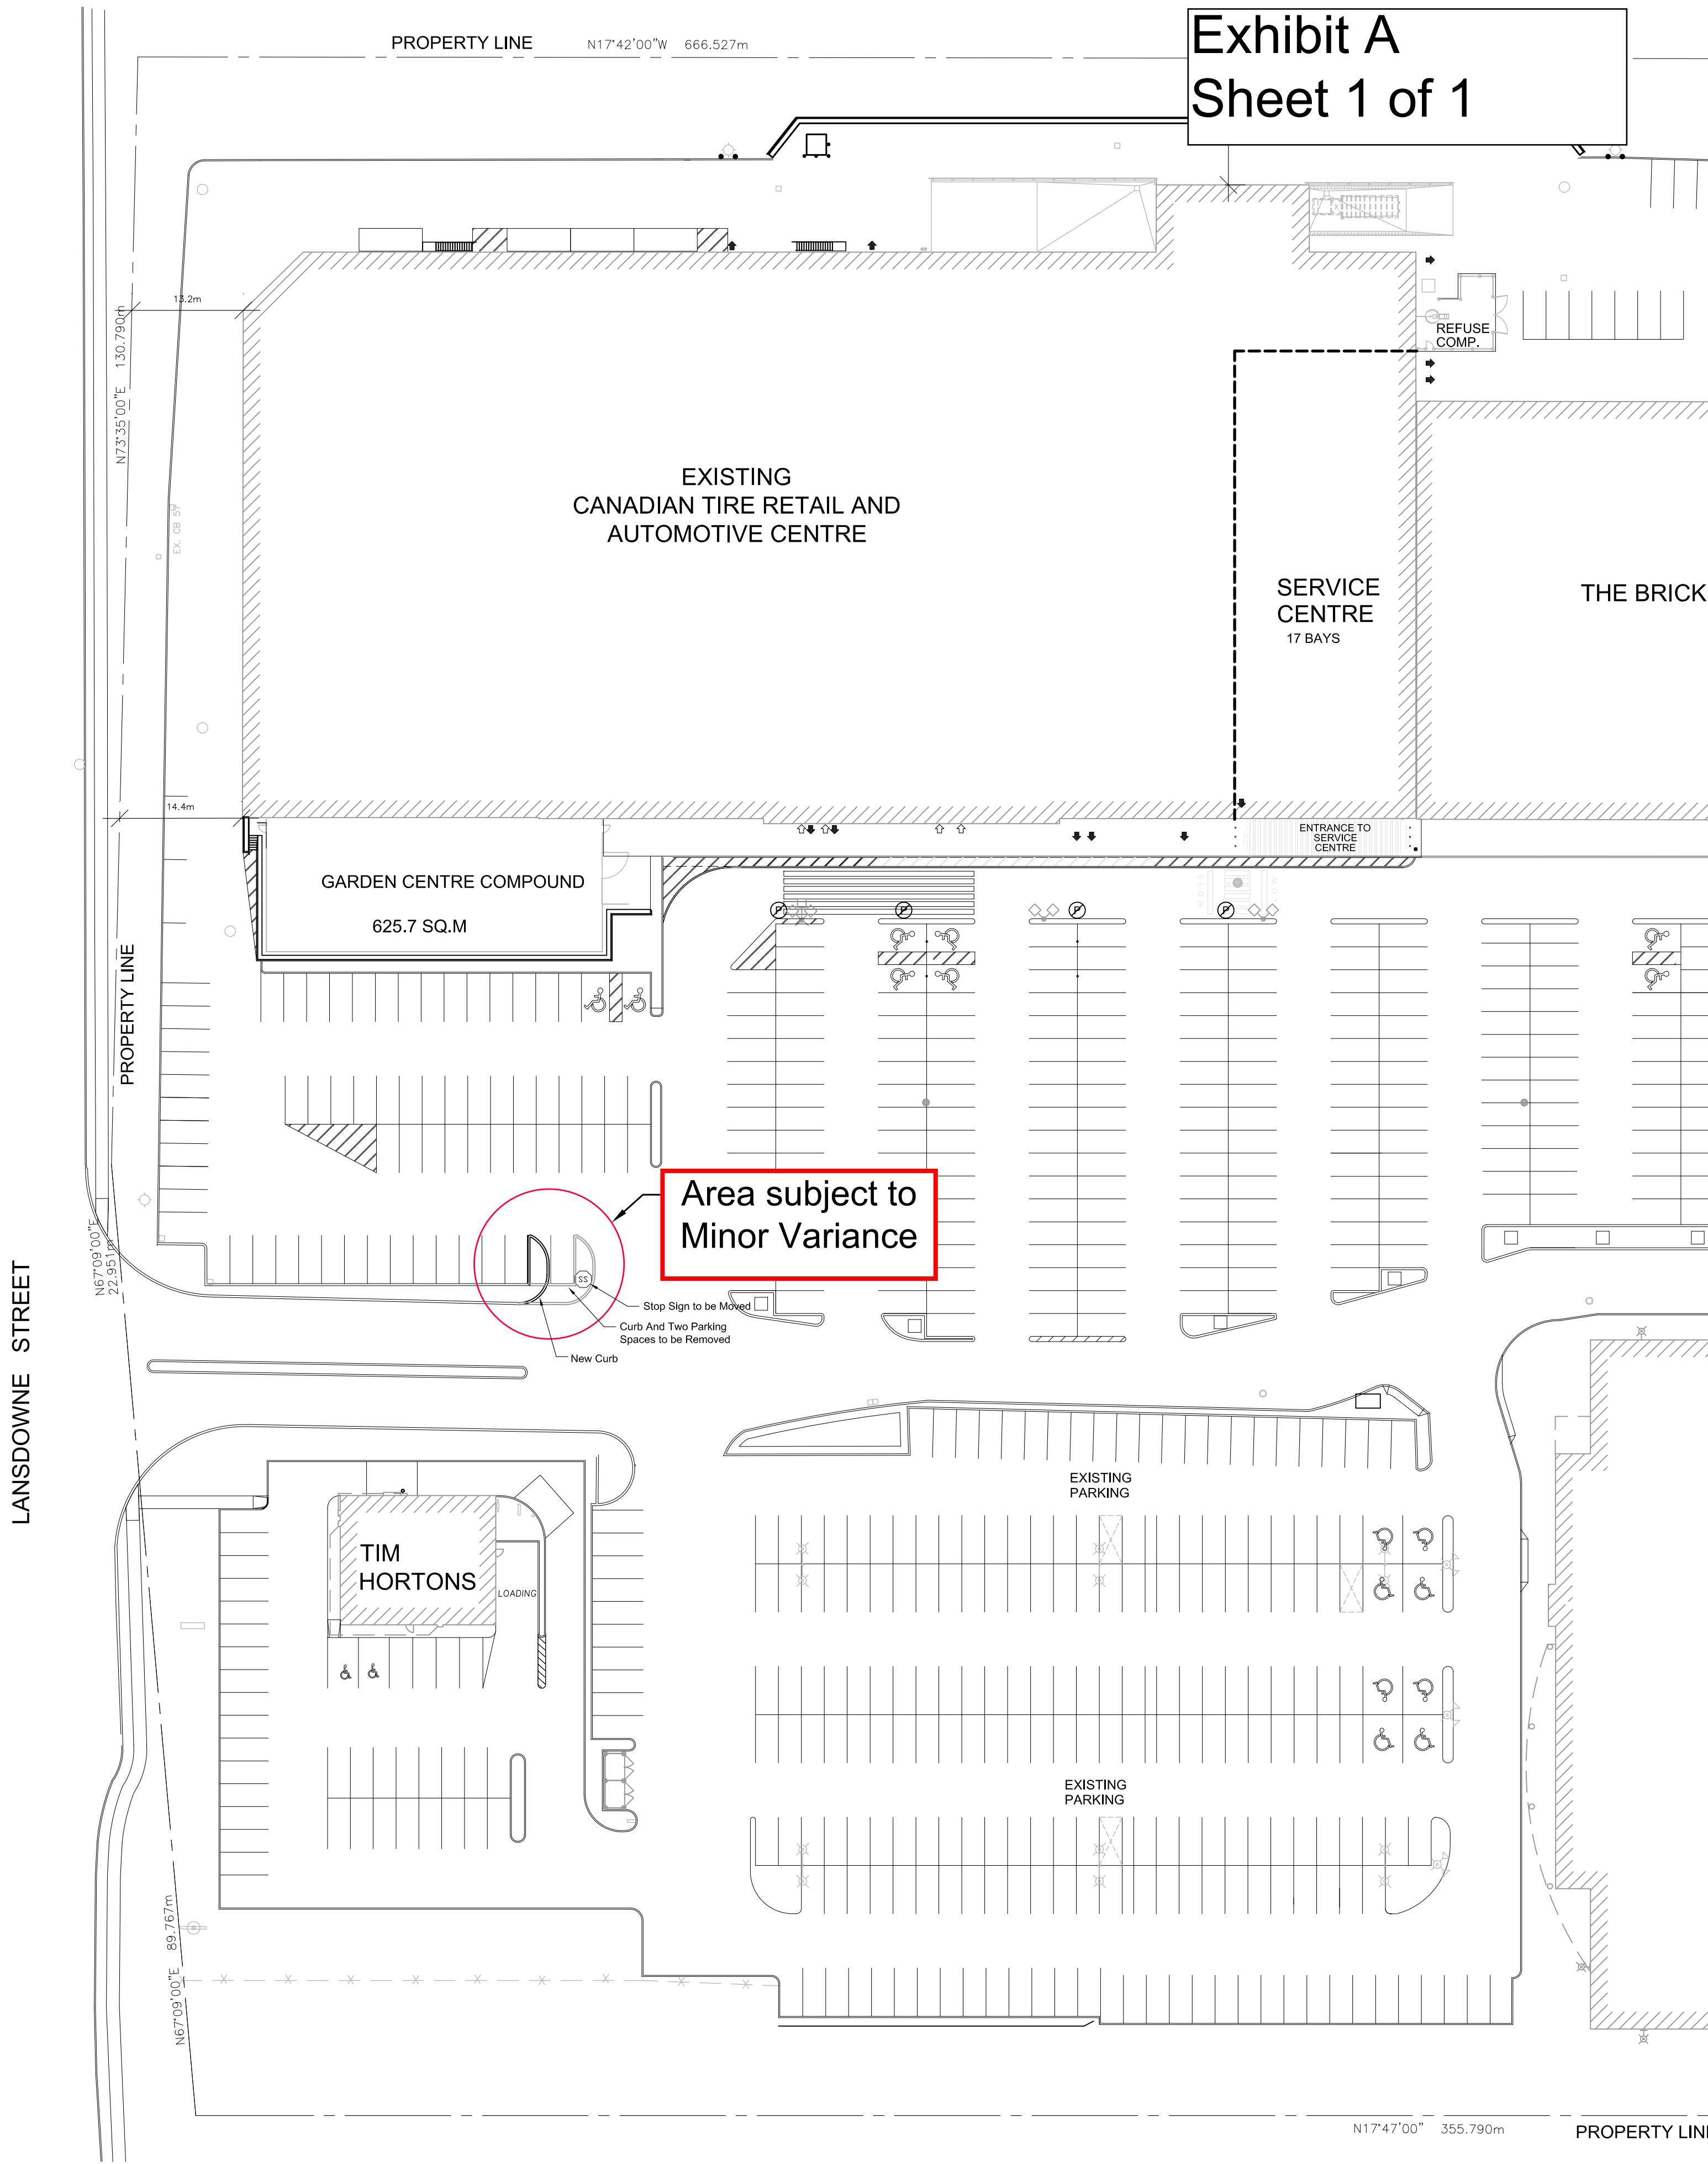 Exhibit A
Sheet 1 of 1
PROPERTY LINE
N17°42'00"W 666.527m
13.2m
N73°35'00"E 130.790m
REFUSE
COMP.
EX. CB 57
EXISTING
CANADIAN TIRE RETAIL AND
AUTOMOTIVE CENTRE
SERVICE
CENTRE
17 BAYS
THE BRICK
14.4m
ENTRANCE TO
SERVICE
CENTRE
GARDEN CENTRE COMPOUND
625.7 SQ.M
PROPERTY LINE
P
P
P
P
Area subject to
Minor Variance
N67°09'00"E
22.951m
SS
Stop Sign to be Moved
Curb And Two Parking
Spaces to be Removed
New Curb
LANSDOWNE STREET
EXISTING
PARKING
TIM
HORTONS
LOADING
EXISTING
PARKING
N67°09'00"E 89.767m
N17°47'00" 355.790m
PROPERTY LIN